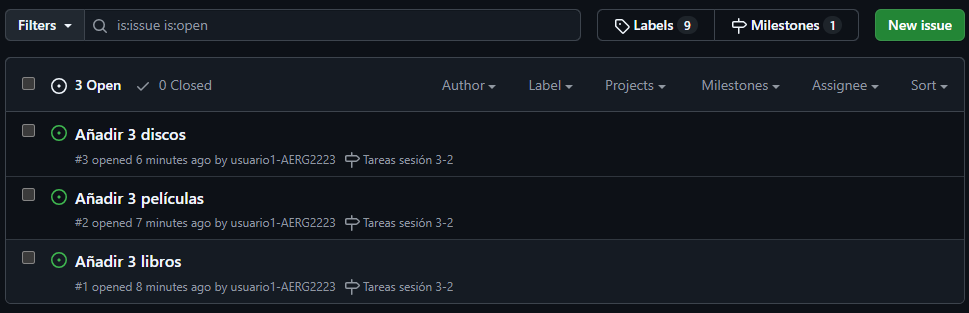 Filters is:issue is:open Labels 9 Milestones 1 New issue
3 Open 0 Closed Author Label Projects Milestones Assignee Sort
Añadir 3 discos
#3 opened 6 minutes ago by usuario1-AERG2223 Tareas sesión 3-2
Añadir 3 películas
#2 opened 7 minutes ago by usuario1-AERG2223 Tareas sesión 3-2
Añadir 3 libros
#1 opened 8 minutes ago by usuario1-AERG2223 Tareas sesión 3-2